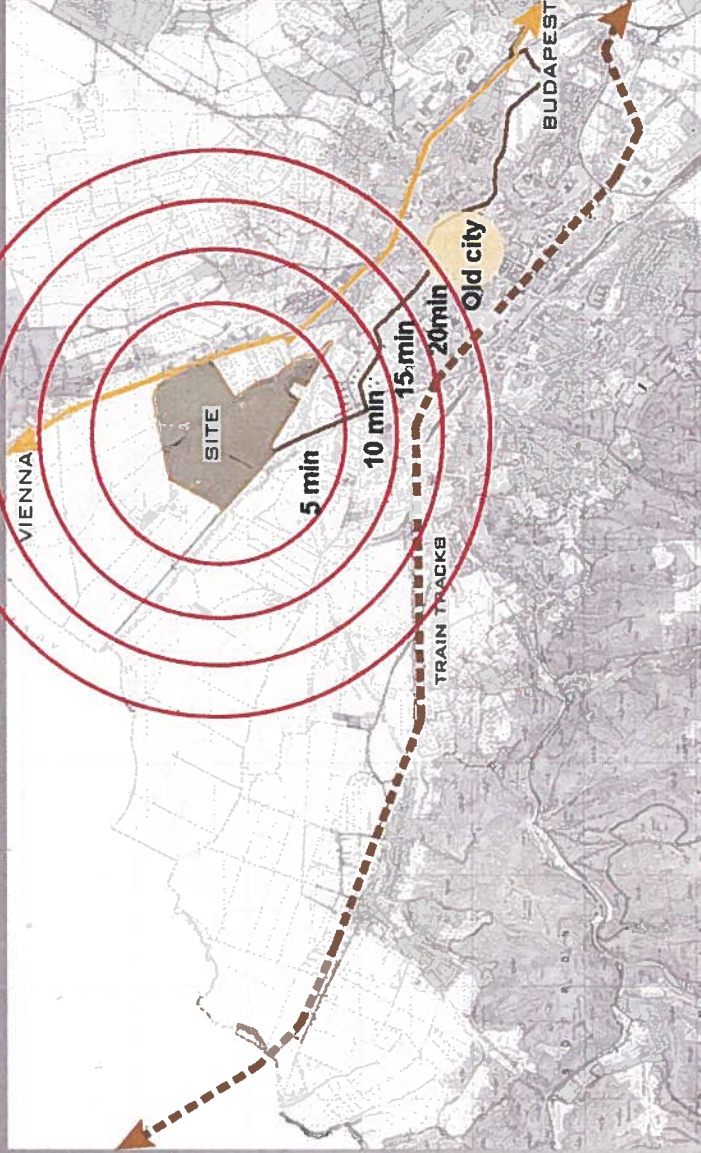 VIENNA
SITE
5 min
10 min
15 min
20min
Old city
BUDAPEST
TRAIN TRACKS